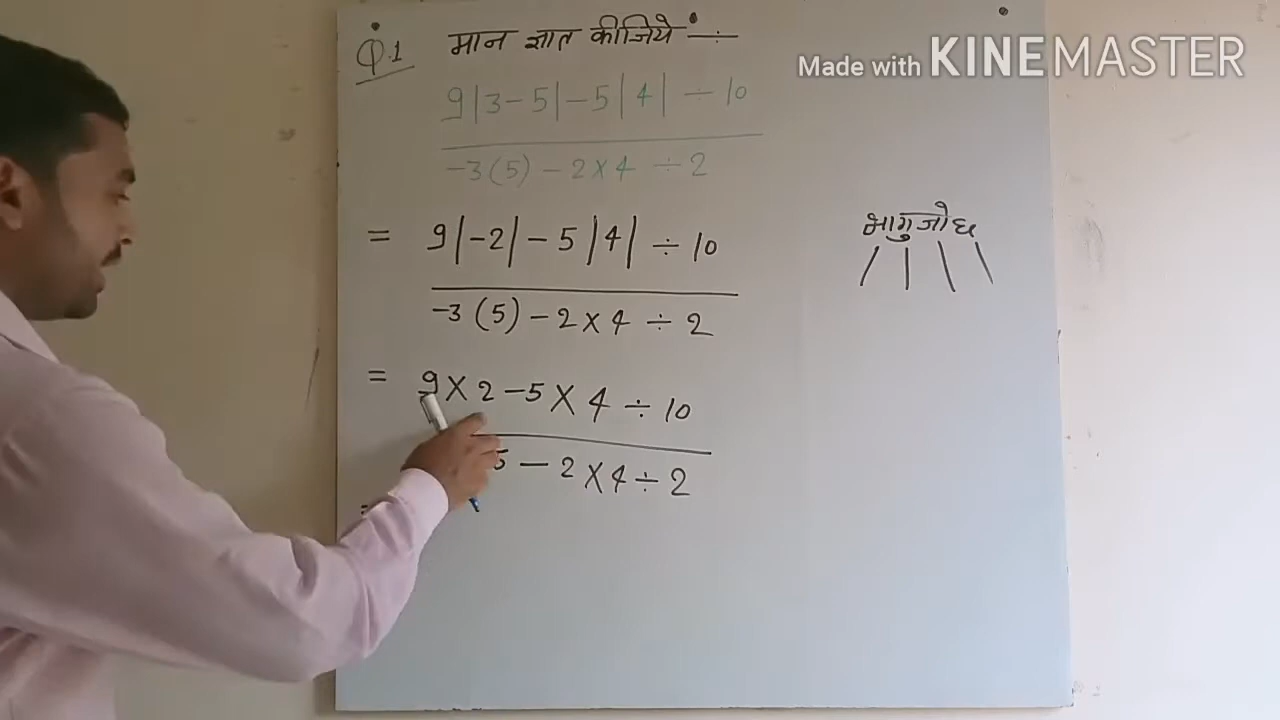 Q.1 मान ज्ञात कीजिये ÷
Made with KINEMASTER
9|3-5|-5|4| ÷ 10
-3(5) - 2×4 ÷ 2
= 9|-2| - 5|4| ÷ 10
-3(5) - 2×4 ÷ 2
भागुजोघ
= 9×2-5×4 ÷ 10
5 - 2×4÷2
=